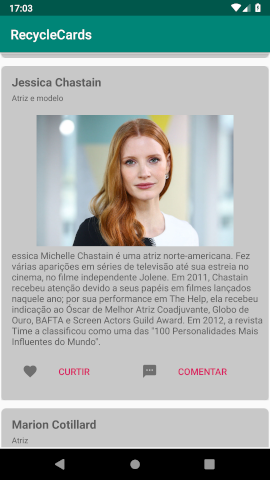 17:03
RecycleCards
Jessica Chastain
Atriz e modelo
essica Michelle Chastain é uma atriz norte-americana. Fez
várias aparições em séries de televisão até sua estreia no
cinema, no filme independente Jolene. Em 2011, Chastain
recebeu atenção devido a seus papéis em filmes lançados
naquele ano; por sua performance em The Help, ela recebeu
indicação ao Óscar de Melhor Atriz Coadjuvante, Globo de
Ouro, BAFTA e Screen Actors Guild Award. Em 2012, a revista
Time a classificou como uma das "100 Personalidades Mais
Influentes do Mundo".
CURTIR COMENTAR
Marion Cotillard
Atriz